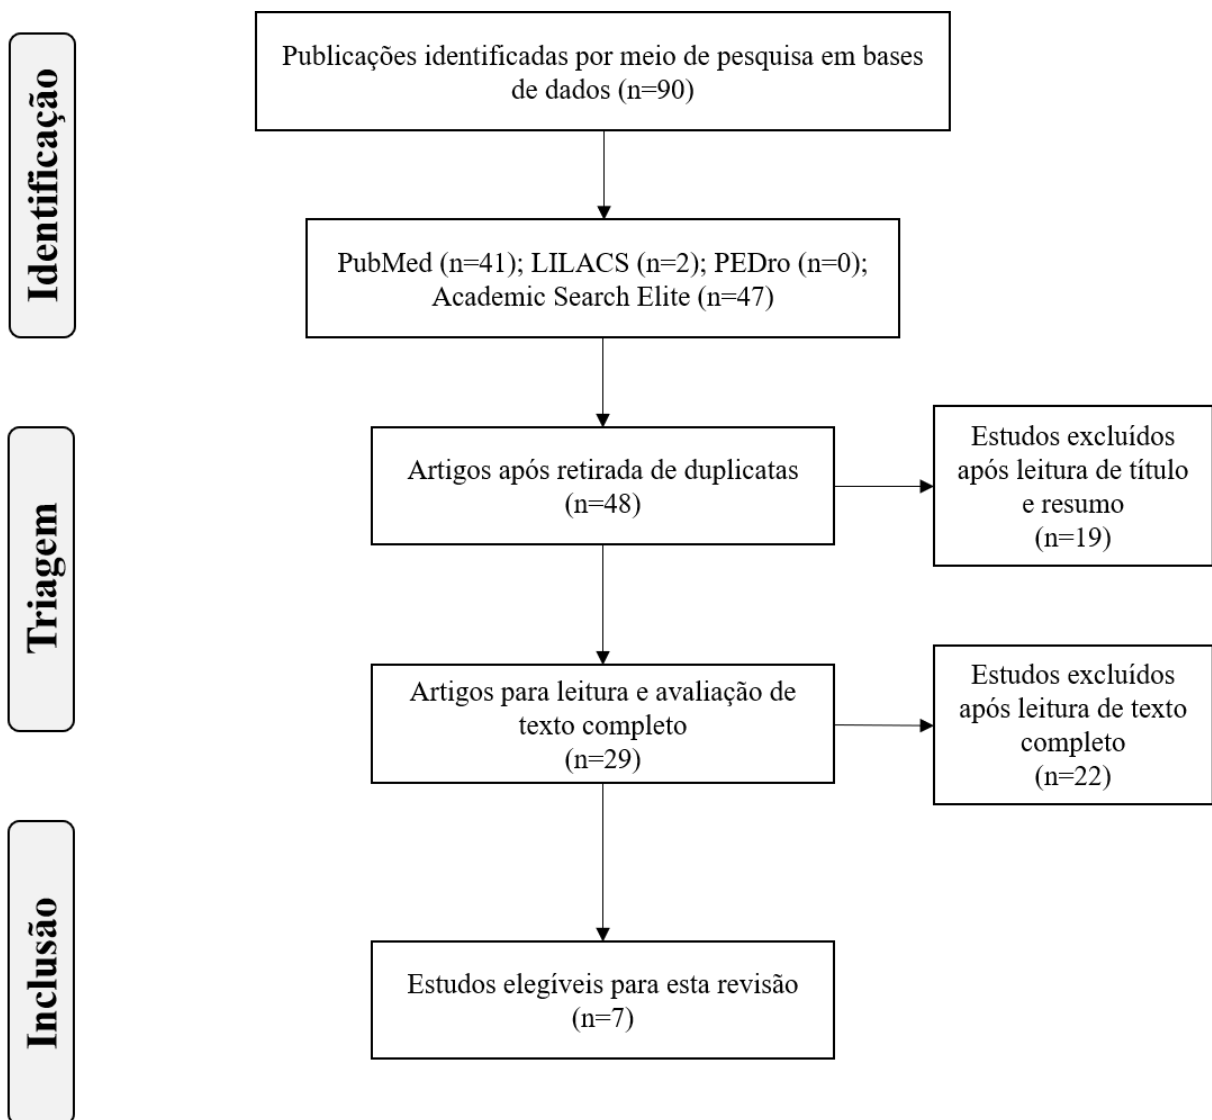 Identificação
Publicações identificadas por meio de pesquisa em bases
de dados (n=90)
PubMed (n=41); LILACS (n=2); PEDro (n=0);
Academic Search Elite (n=47)
Triagem
Artigos após retirada de duplicatas
(n=48)
Estudos excluídos
após leitura de título
e resumo
(n=19)
Artigos para leitura e avaliação de
texto completo
(n=29)
Estudos excluídos
após leitura de texto
completo
(n=22)
Inclusão
Estudos elegíveis para esta revisão
(n=7)